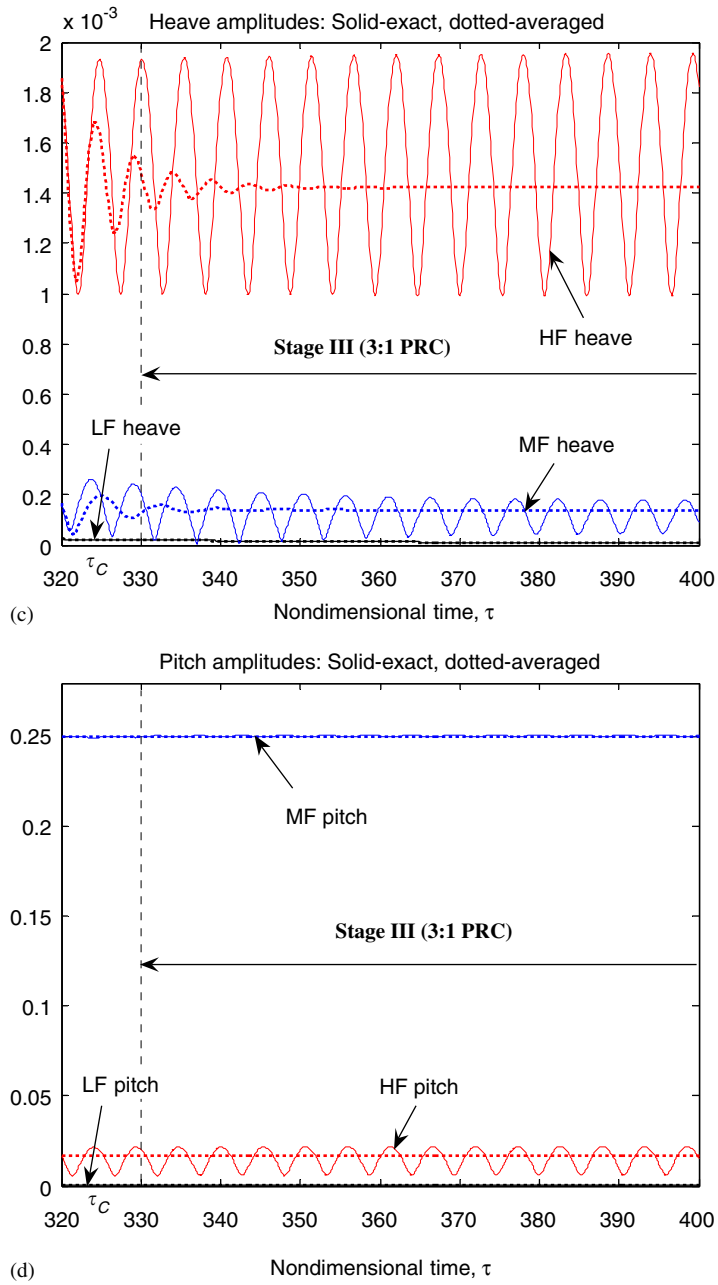 Heave amplitudes: Solid-exact, dotted-averaged
x 10⁻³
2
1.8
1.6
1.4
1.2
1
HF heave
0.8
Stage III (3:1 PRC)
0.6
LF heave
MF heave
0.4
0.2
0
320 330 340 350 360 370 380 390 400
τC
Nondimensional time, τ
(c)
Pitch amplitudes: Solid-exact, dotted-averaged
0.25
MF pitch
0.2
0.15
Stage III (3:1 PRC)
0.1
LF pitch
HF pitch
0.05
0
320 330 340 350 360 370 380 390 400
τC
Nondimensional time, τ
(d)